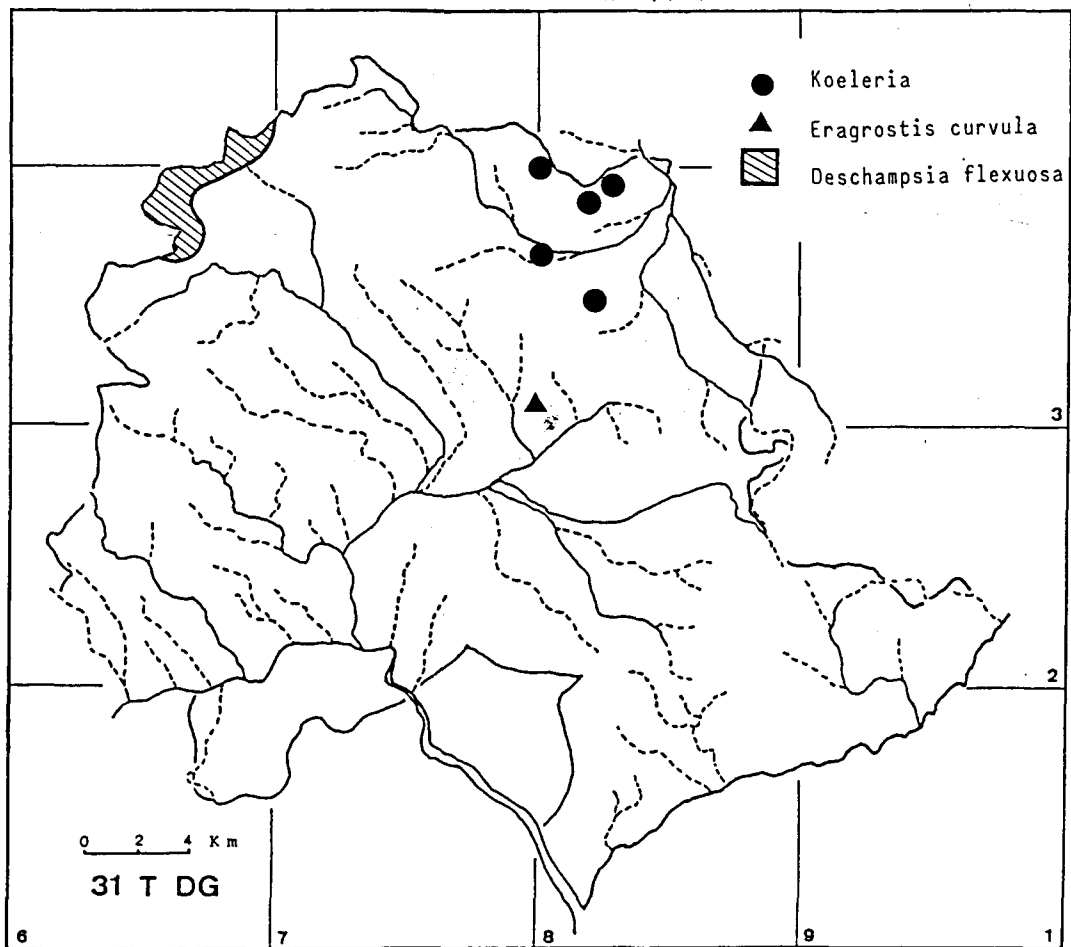 Koeleria
Eragrostis curvula
Deschampsia flexuosa
3
2
0 2 4 Km
31 T DG
6 7 8 9 1